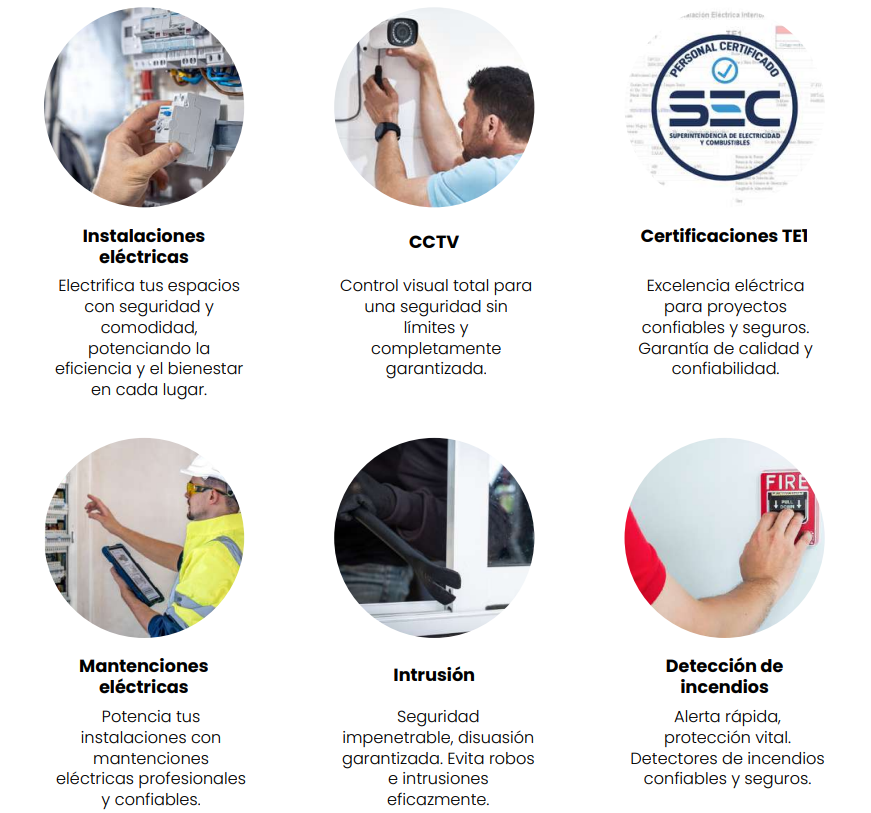 PERSONAL CERTIFICADO
SEC
SUPERINTENDENCIA DE ELECTRICIDAD
Y COMBUSTIBLES
Instalaciones
eléctricas
Electrifica tus espacios
con seguridad y
comodidad,
potenciando la
eficiencia y el bienestar
en cada lugar.
CCTV
Control visual total para
una seguridad sin
límites y
completamente
garantizada.
Certificaciones TE1
Excelencia eléctrica
para proyectos
confiables y seguros.
Garantía de calidad y
confiabilidad.
FIRE
PULL
DOWN
Mantenciones
eléctricas
Potencia tus
instalaciones con
mantenciones
eléctricas profesionales
y confiables.
Intrusión
Seguridad
impenetrable, disuasión
garantizada. Evita robos
e intrusiones
eficazmente.
Detección de
incendios
Alerta rápida,
protección vital.
Detectores de incendios
confiables y seguros.